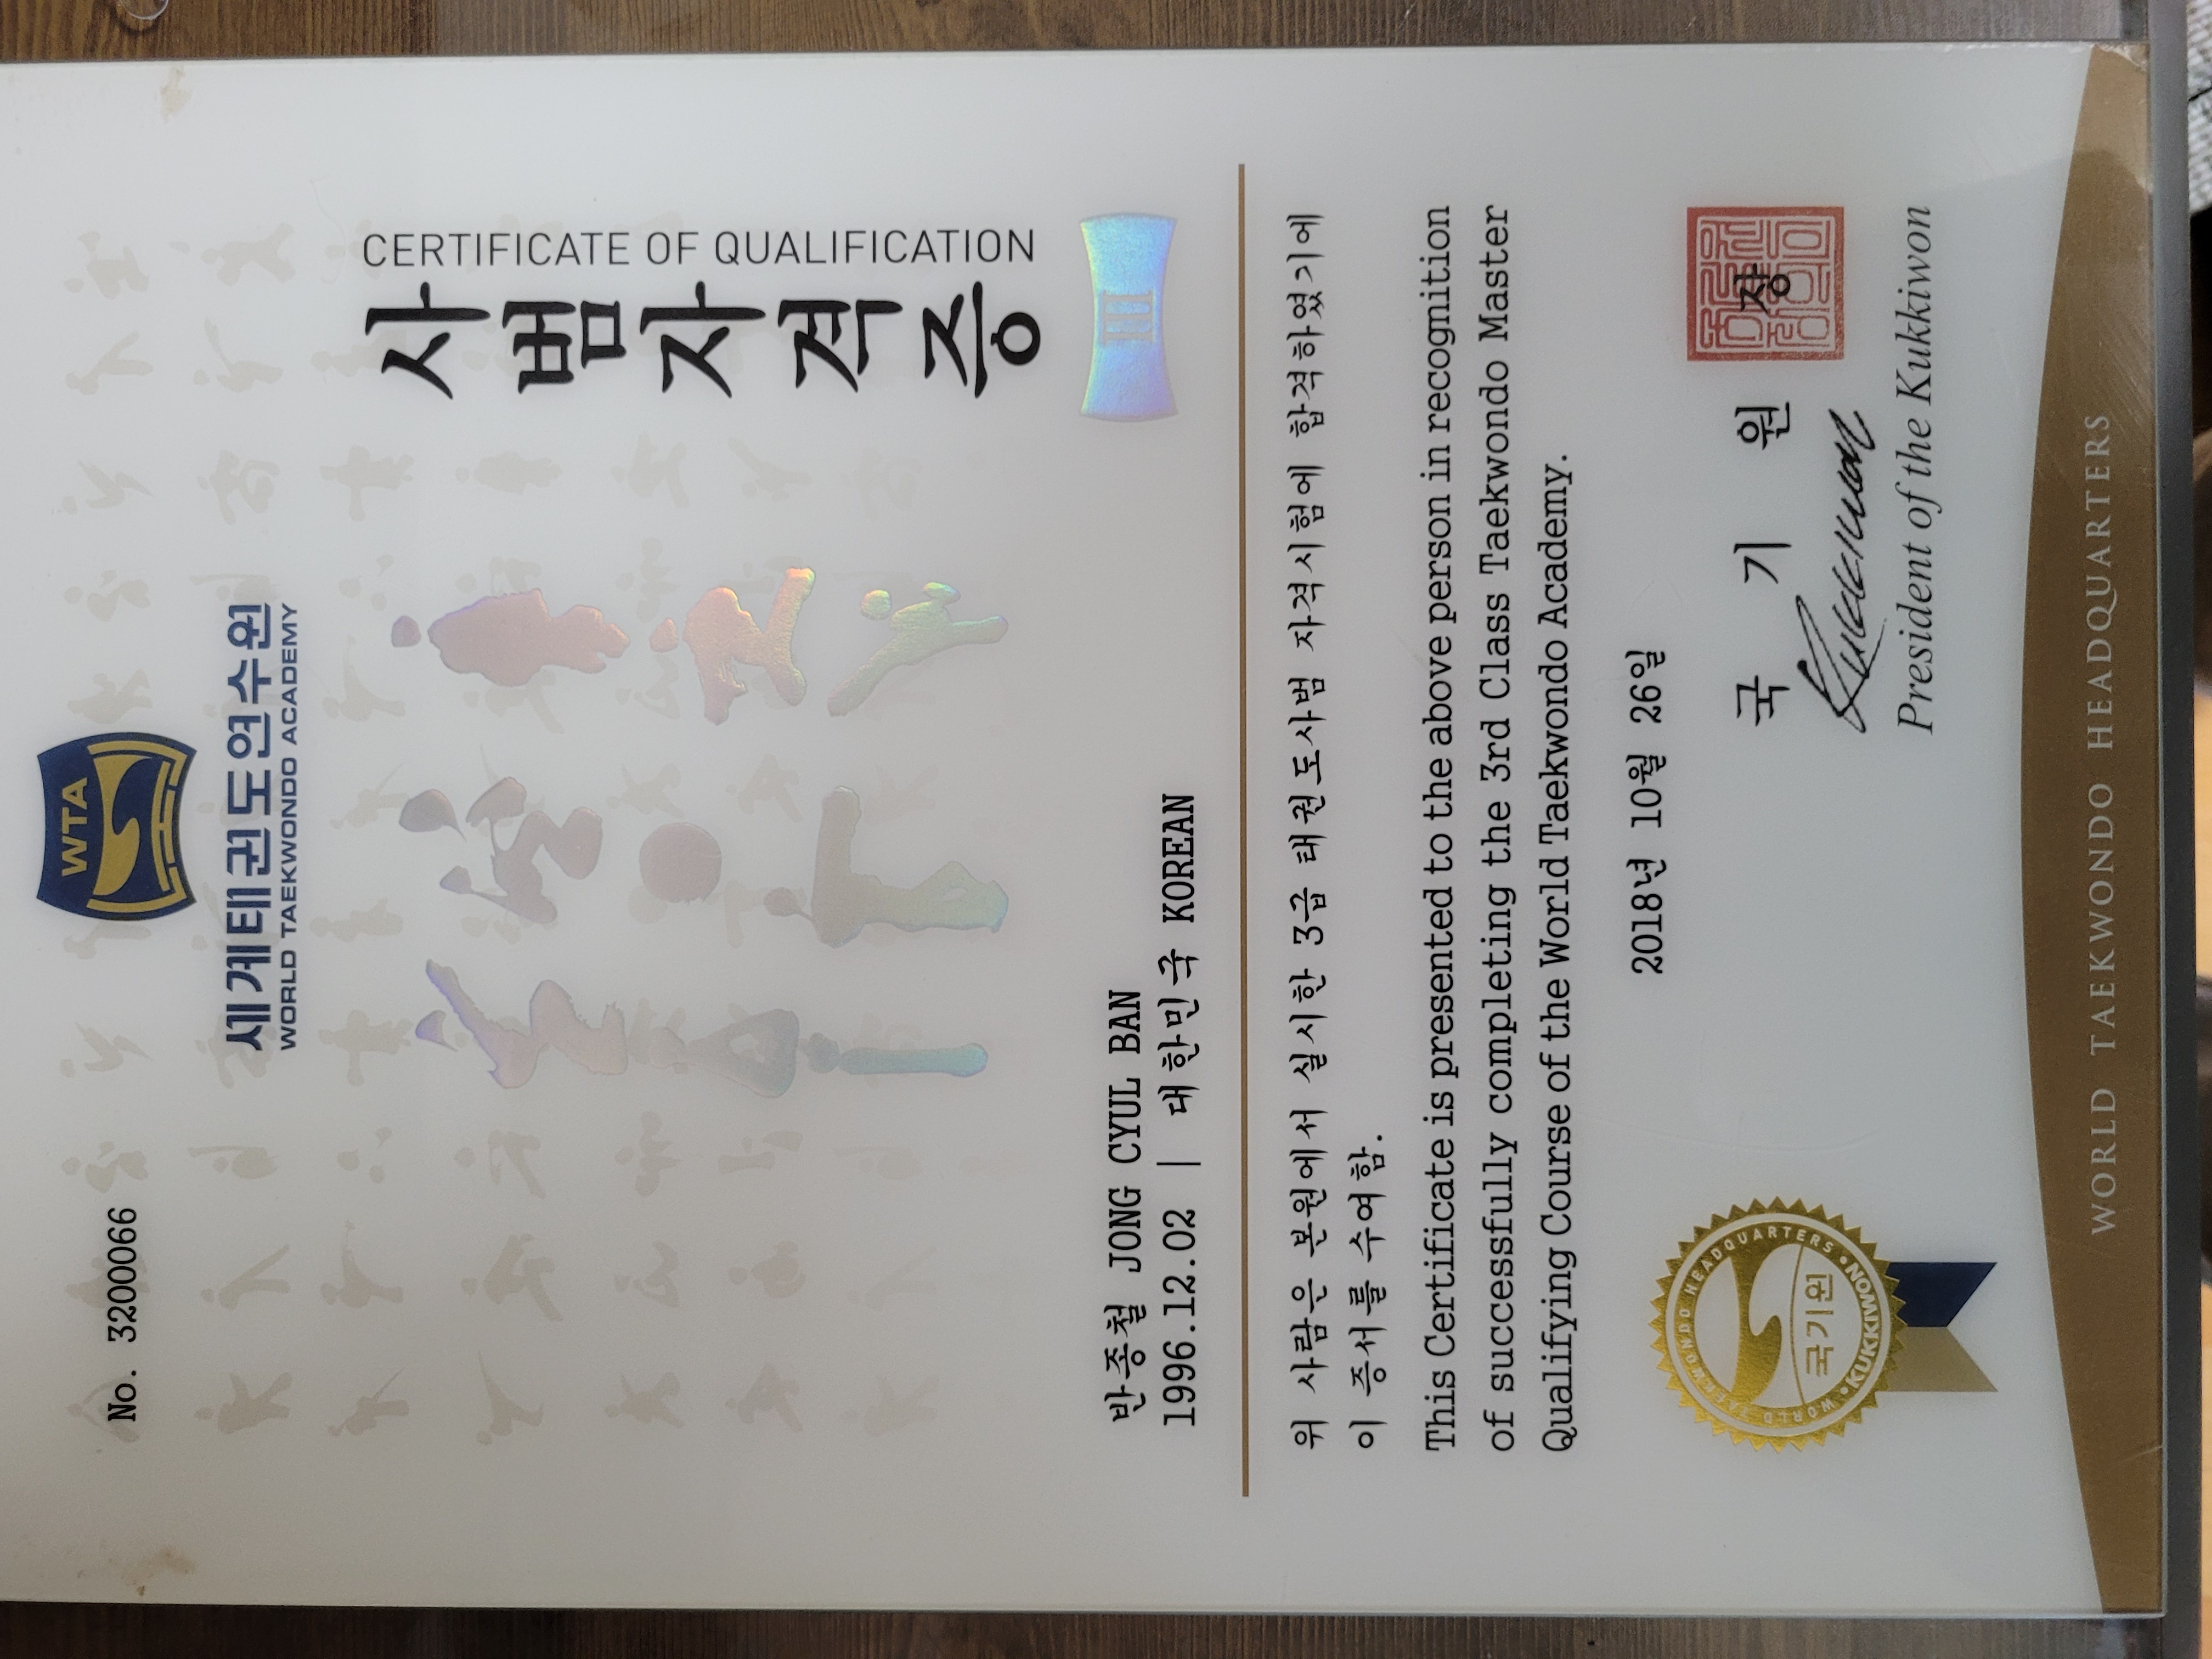 No. 3200066
WTA
세계태권도연수원
WORLD TAEKWONDO ACADEMY
CERTIFICATE OF QUALIFICATION
사범자격증
III
반종철 JONG CYUL BAN
1996.12.02 | 대한민국 KOREAN
위 사람은 본원에서 실시한 3급 태권도사범 자격시험에 합격하였기에
이 증서를 수여함.
This Certificate is presented to the above person in recognition
of successfully completing the 3rd Class Taekwondo Master
Qualifying Course of the World Taekwondo Academy.
2018년 10월 26일
국 기 원 장
President of the Kukkiwon
WORLD TAEKWONDO HEADQUARTERS
국기원
KUKKIWON
WORLD TAEKWONDO HEADQUARTERS